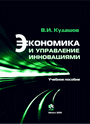 В.И. Кудашов
ЭКОНОМИКА
И УПРАВЛЕНИЕ
ИННОВАЦИЯМИ
Учебное пособие